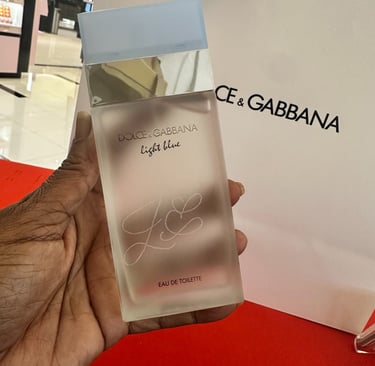 CE & GABBANA
DOLCE & GABBANA
light blue
EAU DE TOILETTE